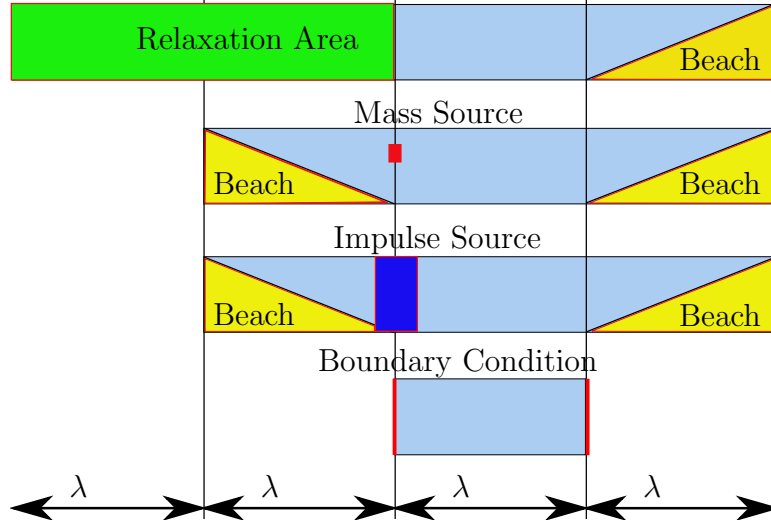 Relaxation Area
Beach
Mass Source
Beach
Beach
Impulse Source
Beach
Beach
Boundary Condition
λ λ λ λ